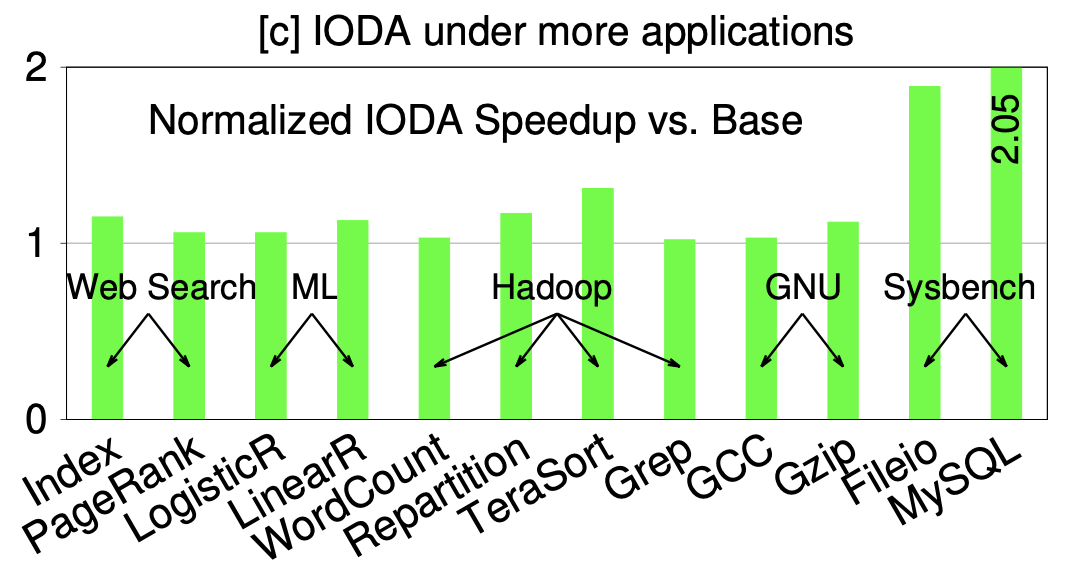 [c] IODA under more applications
2
Normalized IODA Speedup vs. Base
2.05
1
Web Search ML Hadoop GNU Sysbench
0
Index PageRank LogisticR LinearR WordCount Repartition TeraSort Grep GCC Gzip Fileio MySQL